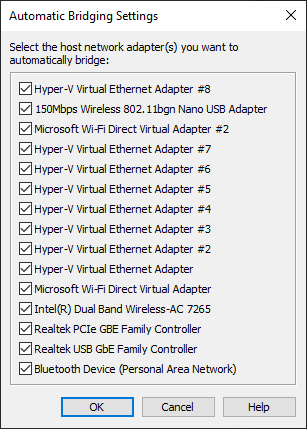 Automatic Bridging Settings
Select the host network adapter(s) you want to
automatically bridge:
Hyper-V Virtual Ethernet Adapter #8
150Mbps Wireless 802.11bgn Nano USB Adapter
Microsoft Wi-Fi Direct Virtual Adapter #2
Hyper-V Virtual Ethernet Adapter #7
Hyper-V Virtual Ethernet Adapter #6
Hyper-V Virtual Ethernet Adapter #5
Hyper-V Virtual Ethernet Adapter #4
Hyper-V Virtual Ethernet Adapter #3
Hyper-V Virtual Ethernet Adapter #2
Hyper-V Virtual Ethernet Adapter
Microsoft Wi-Fi Direct Virtual Adapter
Intel(R) Dual Band Wireless-AC 7265
Realtek PCIe GBE Family Controller
Realtek USB GbE Family Controller
Bluetooth Device (Personal Area Network)
OK Cancel Help